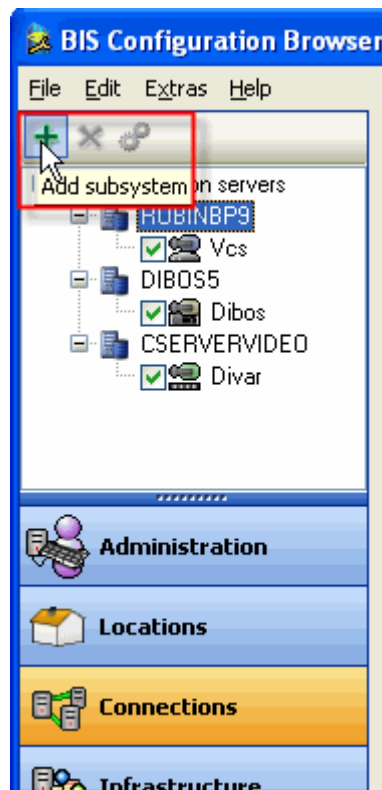 BIS Configuration Browser
File Edit Extras Help
Add subsystem on servers
ROBINBP9
Vcs
DIBOS5
Dibos
CSERVERVIDEO
Divar
Administration
Locations
Connections
Infrastructure